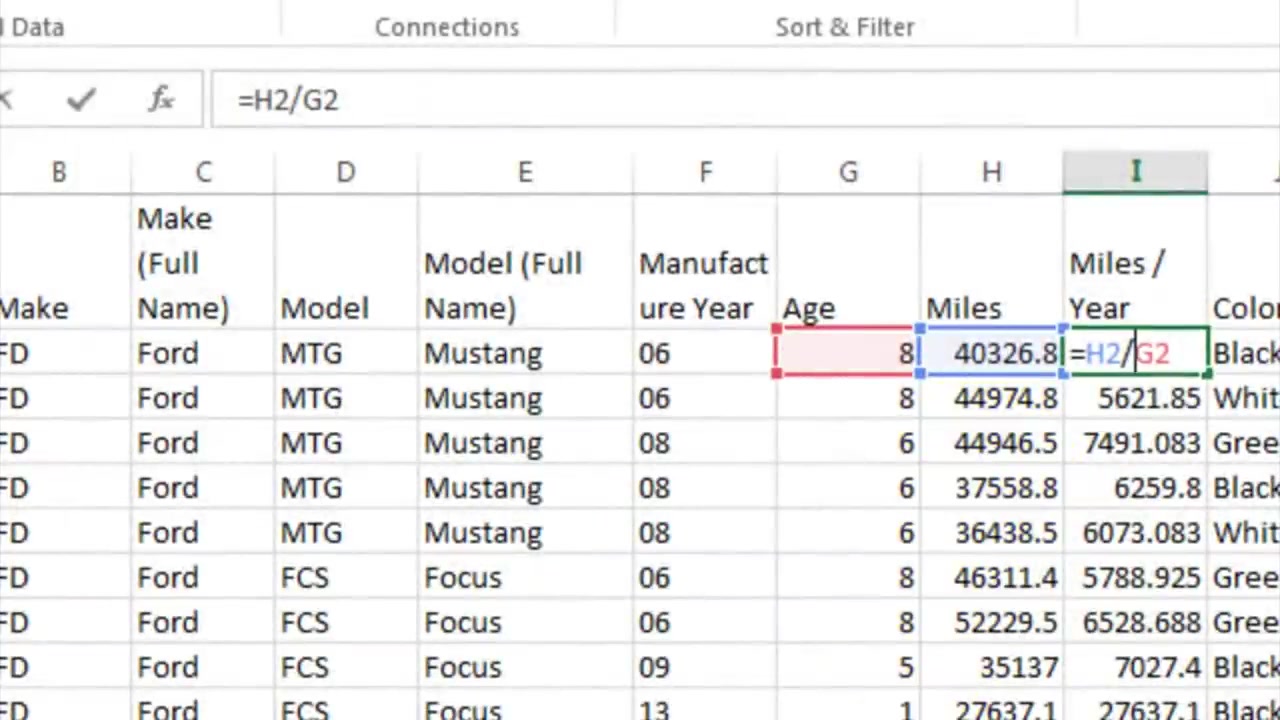 Data
Connections
Sort & Filter
fx
=H2/G2
B C D E F G H I
Make
Make (Full Name)
Model
Model (Full Name)
Manufact
ure Year
Age
Miles
Miles / Year
Color
FD Ford MTG Mustang 06 8 40326.8 =H2/G2 Black
FD Ford MTG Mustang 06 8 44974.8 5621.85 Whit
FD Ford MTG Mustang 08 6 44946.5 7491.083 Gree
FD Ford MTG Mustang 08 6 37558.8 6259.8 Black
FD Ford MTG Mustang 08 6 36438.5 6073.083 Whit
FD Ford FCS Focus 06 8 46311.4 5788.925 Gree
FD Ford FCS Focus 06 8 52229.5 6528.688 Gree
FD Ford FCS Focus 09 5 35137 7027.4 Black
FD Ford FCS Focus 13 1 27637.1 27637.1 Black